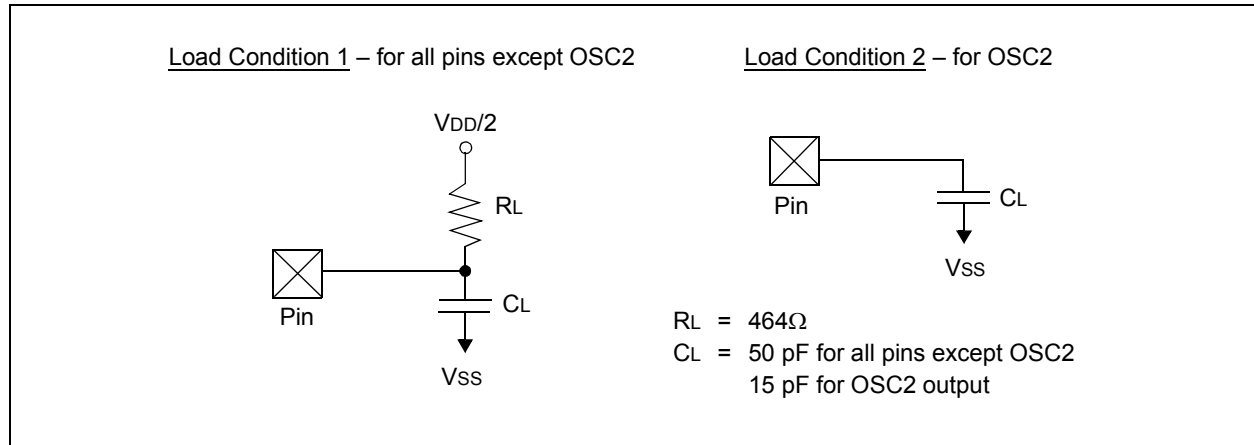 Load Condition 1 – for all pins except OSC2
VDD/2
RL
Pin
CL
VSS
Load Condition 2 – for OSC2
Pin
CL
VSS
RL = 464Ω
CL = 50 pF for all pins except OSC2
15 pF for OSC2 output